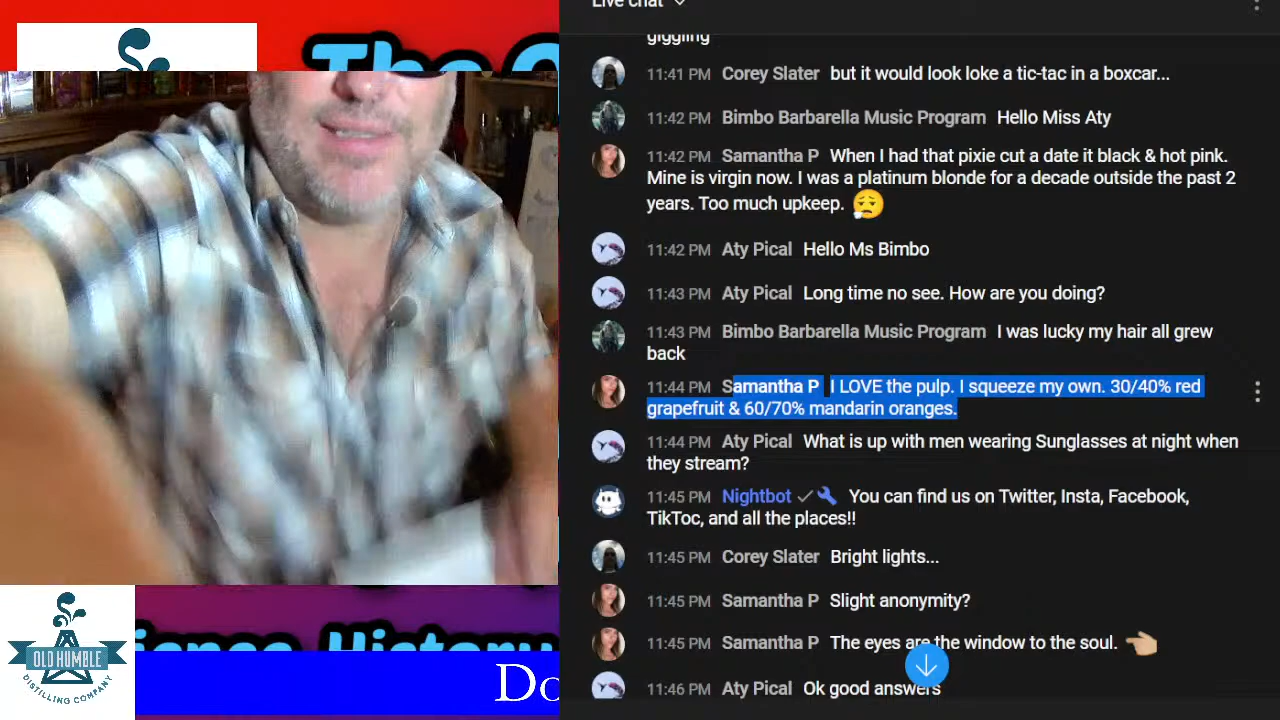 The
OLD HUMBLE
DISTILLING COMPANY
ience, History
Do
Live chat
giggling
11:41 PM Corey Slater but it would look loke a tic-tac in a boxcar...
11:42 PM Bimbo Barbarella Music Program Hello Miss Aty
11:42 PM Samantha P When I had that pixie cut a date it black & hot pink.
Mine is virgin now. I was a platinum blonde for a decade outside the past 2
years. Too much upkeep. 😮‍💨
11:42 PM Aty Pical Hello Ms Bimbo
11:43 PM Aty Pical Long time no see. How are you doing?
11:43 PM Bimbo Barbarella Music Program I was lucky my hair all grew
back
11:44 PM Samantha P I LOVE the pulp. I squeeze my own. 30/40% red
grapefruit & 60/70% mandarin oranges.
11:44 PM Aty Pical What is up with men wearing Sunglasses at night when
they stream?
11:45 PM Nightbot You can find us on Twitter, Insta, Facebook,
TikToc, and all the places!!
11:45 PM Corey Slater Bright lights...
11:45 PM Samantha P Slight anonymity?
11:45 PM Samantha P The eyes are the window to the soul. 👈🏼
11:46 PM Aty Pical Ok good answers